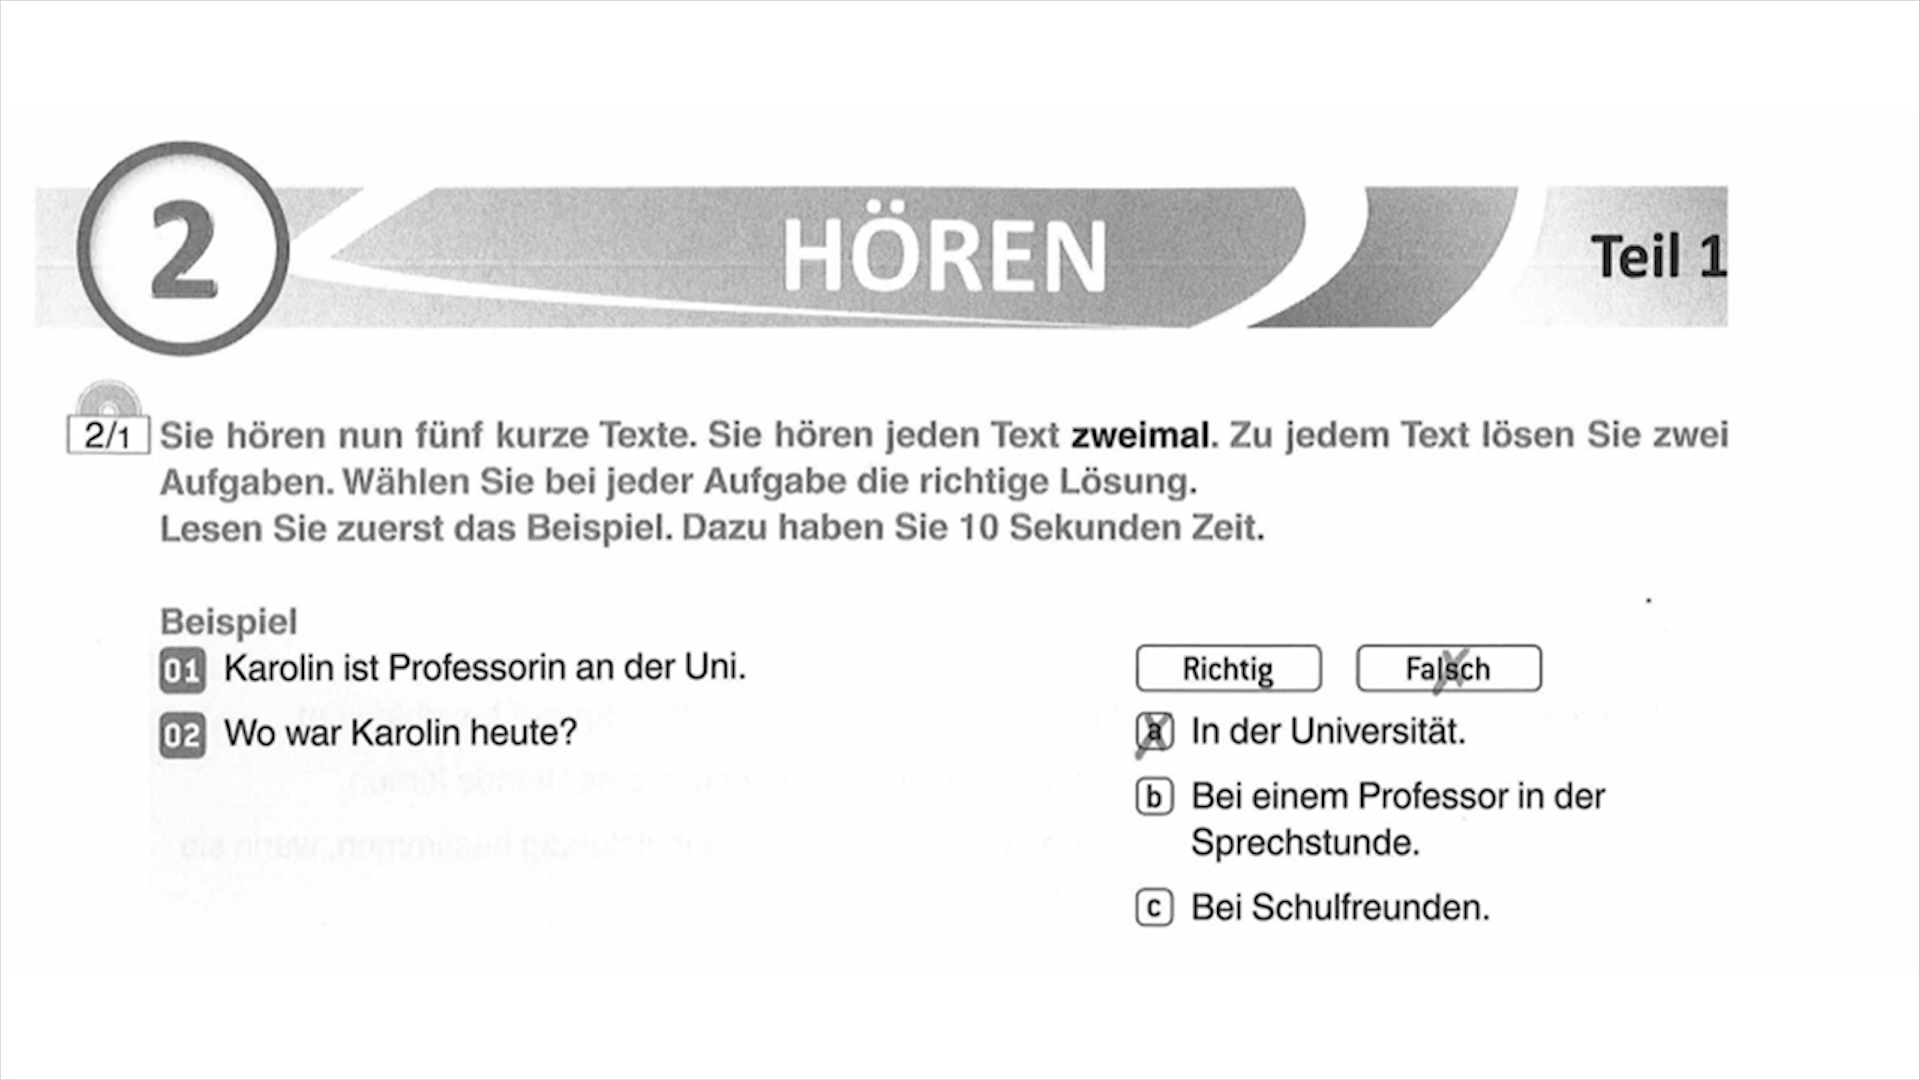 2
HÖREN
Teil 1
2/1
Sie hören nun fünf kurze Texte. Sie hören jeden Text zweimal. Zu jedem Text lösen Sie zwei
Aufgaben. Wählen Sie bei jeder Aufgabe die richtige Lösung.
Lesen Sie zuerst das Beispiel. Dazu haben Sie 10 Sekunden Zeit.
Beispiel
01 Karolin ist Professorin an der Uni.
Richtig Falsch
02 Wo war Karolin heute?
a In der Universität.
b Bei einem Professor in der
Sprechstunde.
c Bei Schulfreunden.